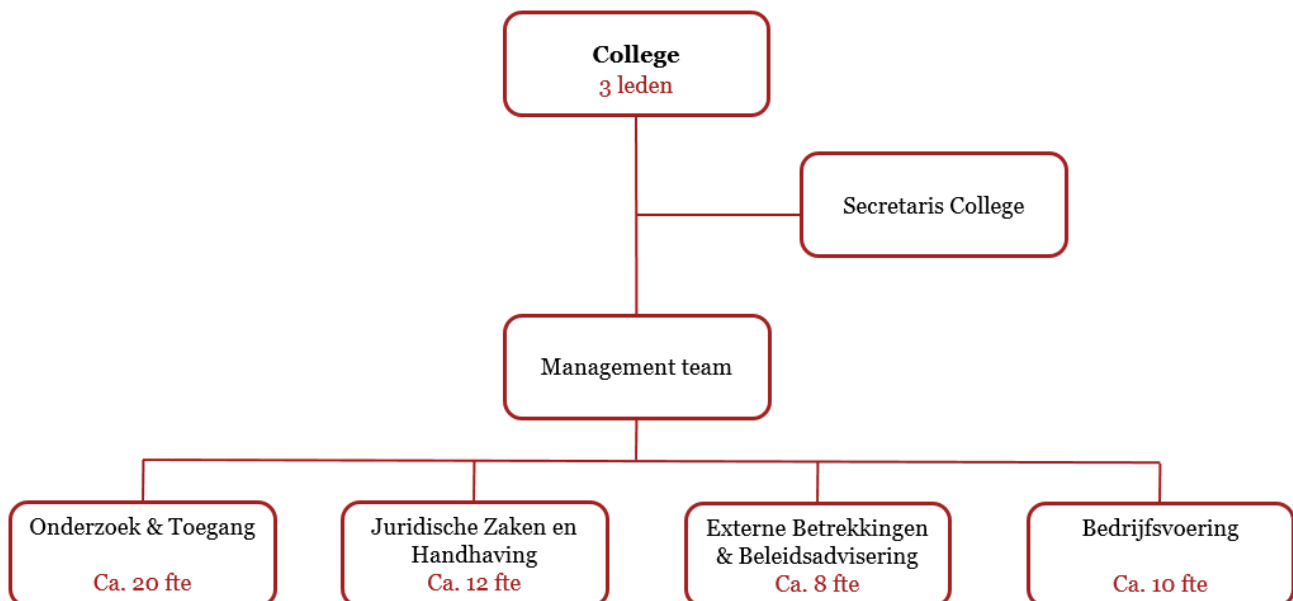 College
3 leden
Secretaris College
Management team
Onderzoek & Toegang
Ca. 20 fte
Juridische Zaken en
Handhaving
Ca. 12 fte
Externe Betrekkingen
& Beleidsadvisering
Ca. 8 fte
Bedrijfsvoering
Ca. 10 fte